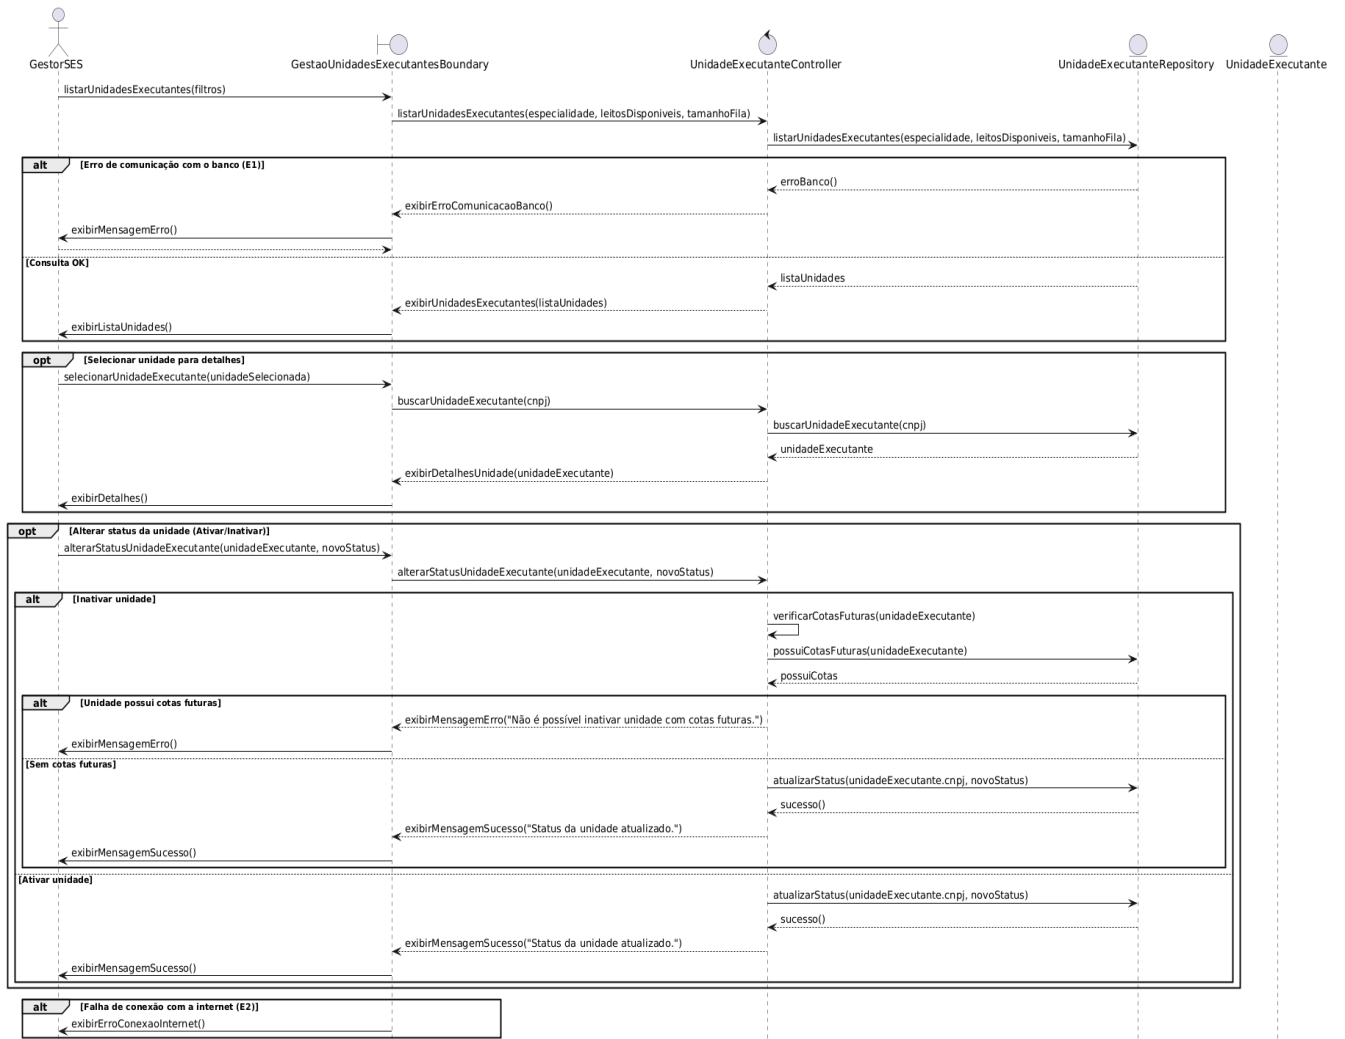 GestorSES
GestaoUnidadesExecutantesBoundary
UnidadeExecutanteController
UnidadeExecutanteRepository
UnidadeExecutante
listarUnidadesExecutantes(filtros)
listarUnidadesExecutantes(especialidade, leitosDisponiveis, tamanhoFila)
listarUnidadesExecutantes(especialidade, leitosDisponiveis, tamanhoFila)
alt [Erro de comunicação com o banco (E1)]
erroBanco()
exibirErroComunicacaoBanco()
exibirMensagemErro()
[Consulta OK]
listaUnidades
exibirUnidadesExecutantes(listaUnidades)
exibirListaUnidades()
opt [Selecionar unidade para detalhes]
selecionarUnidadeExecutante(unidadeSelecionada)
buscarUnidadeExecutante(cnpj)
buscarUnidadeExecutante(cnpj)
unidadeExecutante
exibirDetalhesUnidade(unidadeExecutante)
exibirDetalhes()
opt [Alterar status da unidade (Ativar/Inativar)]
alterarStatusUnidadeExecutante(unidadeExecutante, novoStatus)
alterarStatusUnidadeExecutante(unidadeExecutante, novoStatus)
alt [Inativar unidade]
verificarCotasFuturas(unidadeExecutante)
possuiCotasFuturas(unidadeExecutante)
possuiCotas
alt [Unidade possui cotas futuras]
exibirMensagemErro("Não é possível inativar unidade com cotas futuras.")
exibirMensagemErro()
[Sem cotas futuras]
atualizarStatus(unidadeExecutante.cnpj, novoStatus)
sucesso()
exibirMensagemSucesso("Status da unidade atualizado.")
exibirMensagemSucesso()
[Ativar unidade]
atualizarStatus(unidadeExecutante.cnpj, novoStatus)
sucesso()
exibirMensagemSucesso("Status da unidade atualizado.")
exibirMensagemSucesso()
alt [Falha de conexão com a internet (E2)]
exibirErroConexaoInternet()